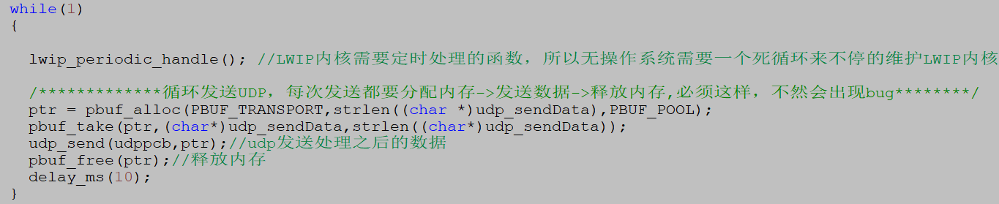 while(1)
{
lwip_periodic_handle(); //LWIP内核需要定时处理的函数，所以无操作系统需要一个死循环来不停的维护LWIP内核
/*************循环发送UDP，每次发送都要分配内存->发送数据->释放内存,必须这样，不然会出现bug********/
ptr = pbuf_alloc(PBUF_TRANSPORT,strlen((char *)udp_sendData),PBUF_POOL);
pbuf_take(ptr,(char*)udp_sendData,strlen((char*)udp_sendData));
udp_send(udppcb,ptr);//udp发送处理之后的数据
pbuf_free(ptr);//释放内存
delay_ms(10);
}